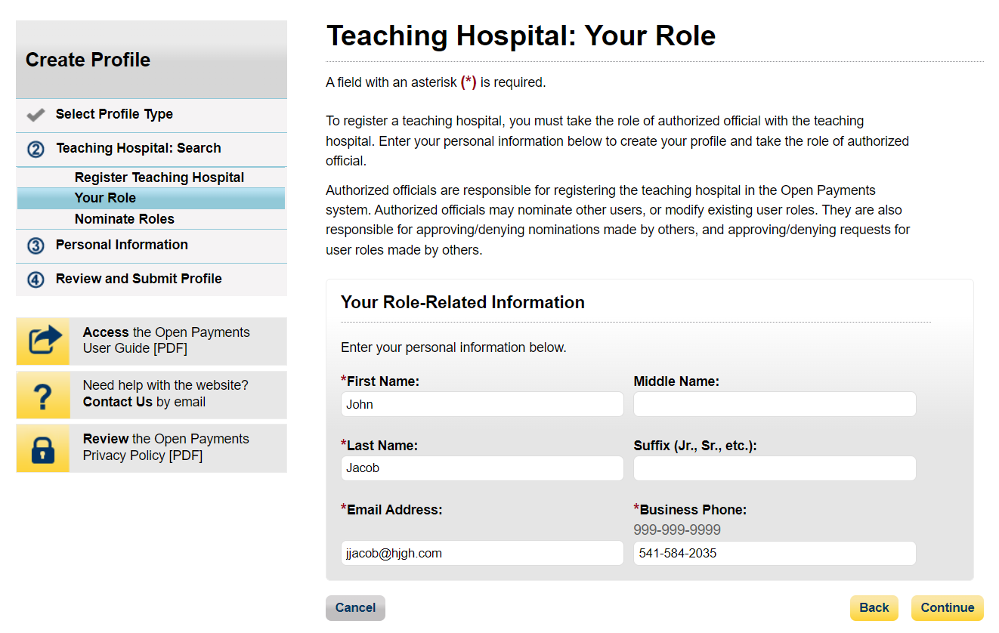 Create Profile
Select Profile Type
2 Teaching Hospital: Search
Register Teaching Hospital
Your Role
Nominate Roles
3 Personal Information
4 Review and Submit Profile
Access the Open Payments
User Guide [PDF]
? Need help with the website?
Contact Us by email
Review the Open Payments
Privacy Policy [PDF]
Teaching Hospital: Your Role
A field with an asterisk (*) is required.
To register a teaching hospital, you must take the role of authorized official with the teaching
hospital. Enter your personal information below to create your profile and take the role of authorized
official.
Authorized officials are responsible for registering the teaching hospital in the Open Payments
system. Authorized officials may nominate other users, or modify existing user roles. They are also
responsible for approving/denying nominations made by others, and approving/denying requests for
user roles made by others.
Your Role-Related Information
Enter your personal information below.
*First Name: Middle Name:
John
*Last Name: Suffix (Jr., Sr., etc.):
Jacob
*Email Address: *Business Phone:
999-999-9999
jjacob@hjgh.com 541-584-2035
Cancel Back Continue